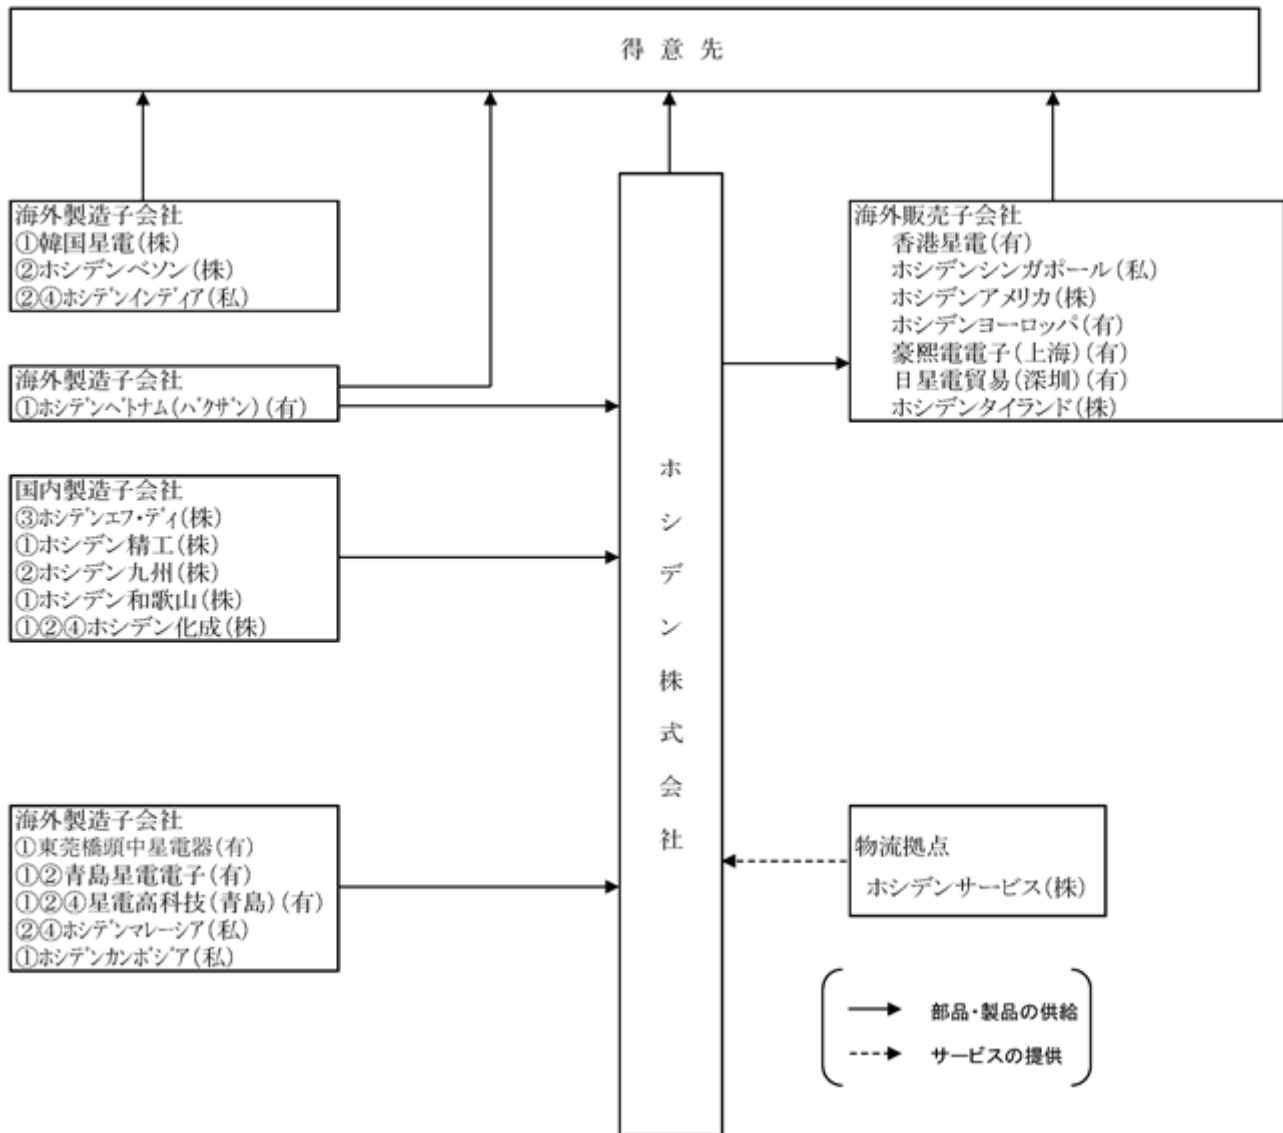 得意先
海外製造子会社
①韓国星電(株)
②ホシデンベソン(株)
②④ホシデンインディア(私)
海外製造子会社
①ホシデンベトナム(バクザン)(有)
国内製造子会社
③ホシデンエフ・ディ(株)
①ホシデン精工(株)
②ホシデン九州(株)
①ホシデン和歌山(株)
①②④ホシデン化成(株)
海外製造子会社
①東莞橋頭中星電器(有)
①②青島星電電子(有)
①②④星電高科技(青島)(有)
②④ホシデンマレーシア(私)
①ホシデンカンボジア(私)
ホシデン株式会社
海外販売子会社
香港星電(有)
ホシデンシンガポール(私)
ホシデンアメリカ(株)
ホシデンヨーロッパ(有)
豪熙電電子(上海)(有)
日星電貿易(深圳)(有)
ホシデンタイランド(株)
物流拠点
ホシデンサービス(株)
部品・製品の供給
サービスの提供